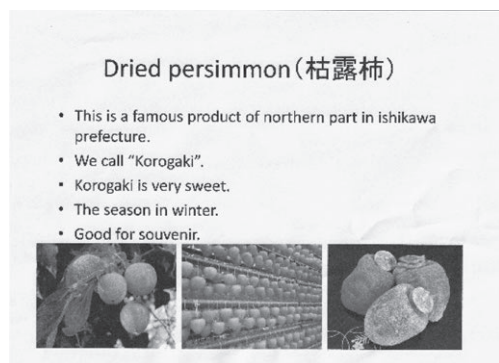 Dried persimmon（枯露柿）
• This is a famous product of northern part in ishikawa
prefecture.
• We call “Korogaki”.
• Korogaki is very sweet.
• The season in winter.
• Good for souvenir.